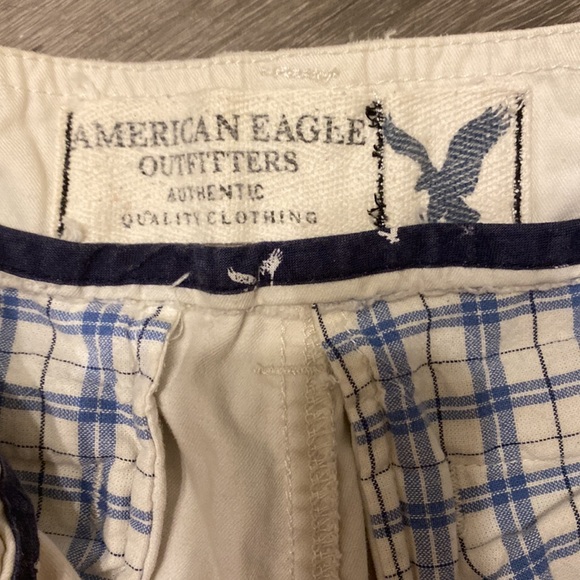 AMERICAN EAGLE
OUTFITTERS
AUTHENTIC
QUALITY CLOTHING